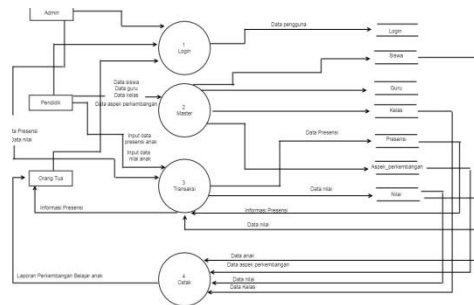 Admin
Data pengguna
Login
1
Login
Siswa
Data siswa
Data guru
Data kelas
Data aspek perkembangan
Pendidik
2
Master
Guru
Kelas
Data Presensi
Presensi
ta Presensi
Data nilai
Input data
presensi anak
Input data
nilai anak
Aspek_perkembangan
Orang Tua
3
Transaksi
Data nilai
Nilai
Informasi Presensi
Informasi Presensi
Data nilai
Data anak
Data aspek perkembangan
Laporan Perkembangan Belajar anak
4
Cetak
Data nilai
Data Kelas